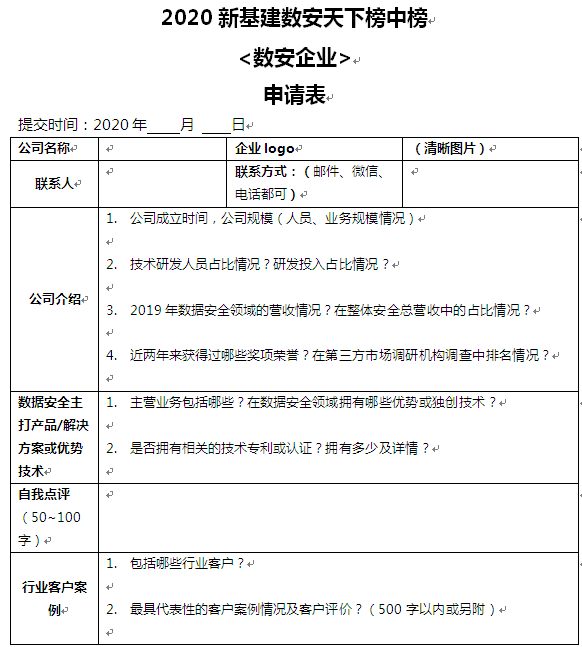 2020 新基建数安天下榜中榜
<数安企业>
申请表
提交时间：2020 年_____月 ____日
公司名称 企业 logo （清晰图片）
联系人 联系方式：（邮件、微信、
电话都可）
公司介绍
1. 公司成立时间，公司规模（人员、业务规模情况）
2. 技术研发人员占比情况？研发投入占比情况？
3. 2019 年数据安全领域的营收情况？在整体安全总营收中的占比情况？
4. 近两年来获得过哪些奖项荣誉？在第三方市场调研机构调查中排名情况？
数据安全主
打产品/解决
方案或优势
技术
1. 主营业务包括哪些？在数据安全领域拥有哪些优势或独创技术？
2. 是否拥有相关的技术专利或认证？拥有多少及详情？
自我点评
（50~100
字）
行业客户案
例
1. 包括哪些行业客户？
2. 最具代表性的客户案例情况及客户评价？（500 字以内或另附）